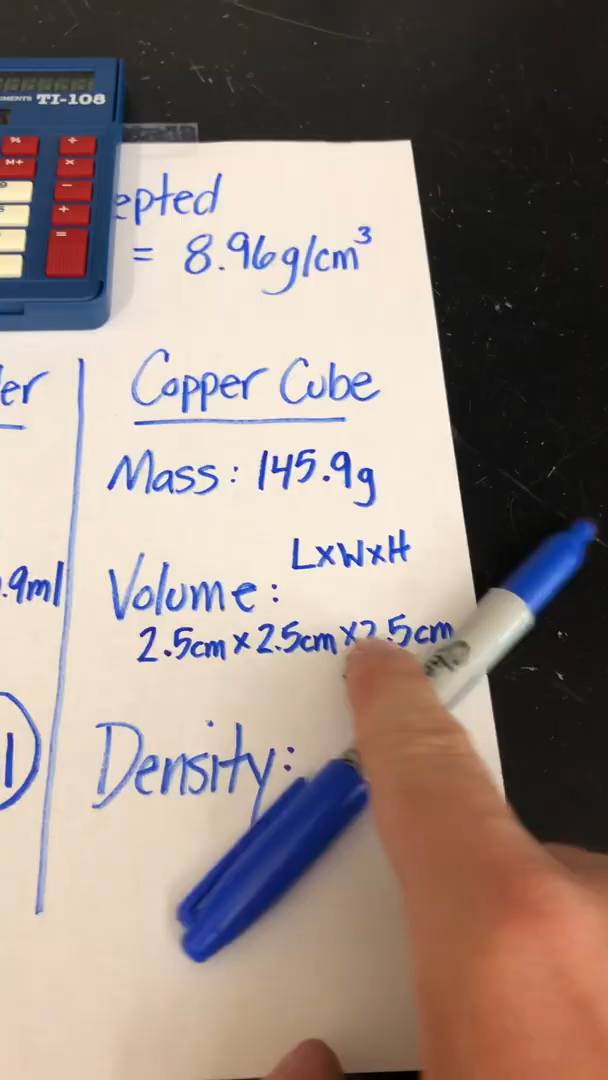 TI-108
M+
epted
= 8.96g/cm³
er
Copper Cube
Mass: 145.9g
LxWxH
.9ml
Volume:
2.5cm x 2.5cm x 2.5cm
Density: